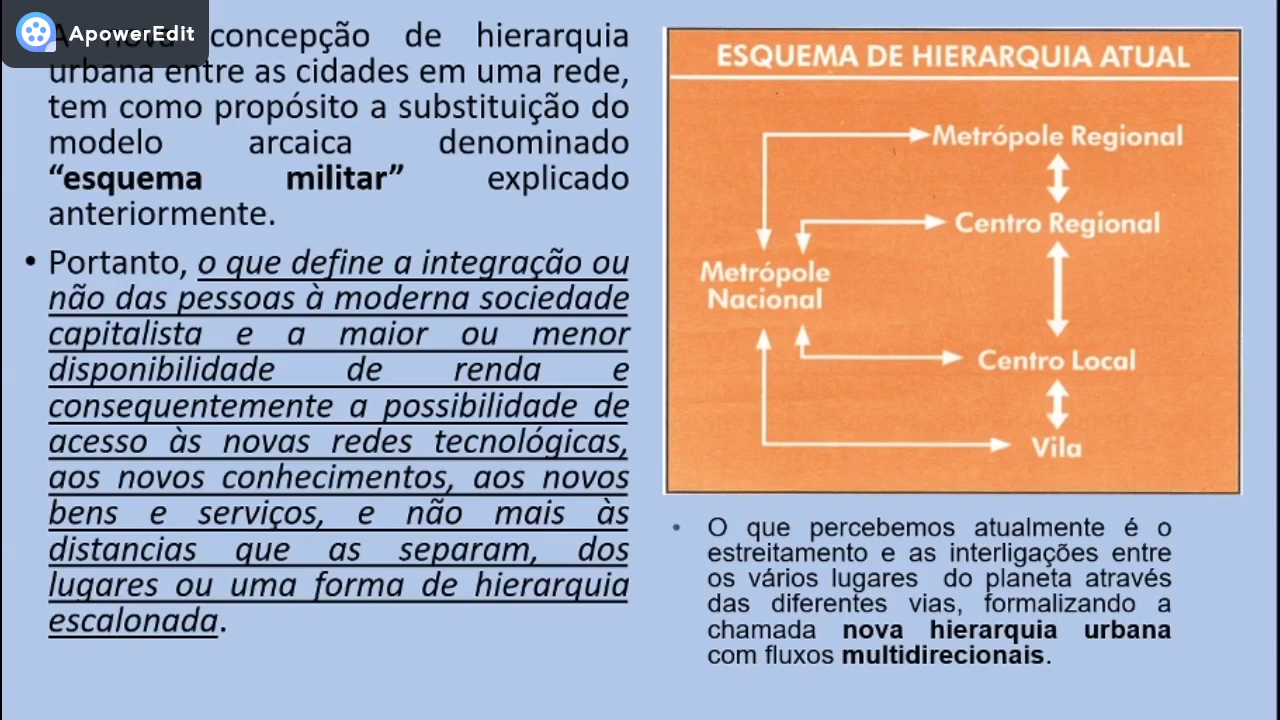 ApowerEdit
A nova concepção de hierarquia
urbana entre as cidades em uma rede,
tem como propósito a substituição do
modelo arcaica denominado
“esquema militar” explicado
anteriormente.
• Portanto, o que define a integração ou
não das pessoas à moderna sociedade
capitalista e a maior ou menor
disponibilidade de renda e
consequentemente a possibilidade de
acesso às novas redes tecnológicas,
aos novos conhecimentos, aos novos
bens e serviços, e não mais às
distancias que as separam, dos
lugares ou uma forma de hierarquia
escalonada.
ESQUEMA DE HIERARQUIA ATUAL
Metrópole Regional
Centro Regional
Metrópole
Nacional
Centro Local
Vila
• O que percebemos atualmente é o
estreitamento e as interligações entre
os vários lugares do planeta através
das diferentes vias, formalizando a
chamada nova hierarquia urbana
com fluxos multidirecionais.